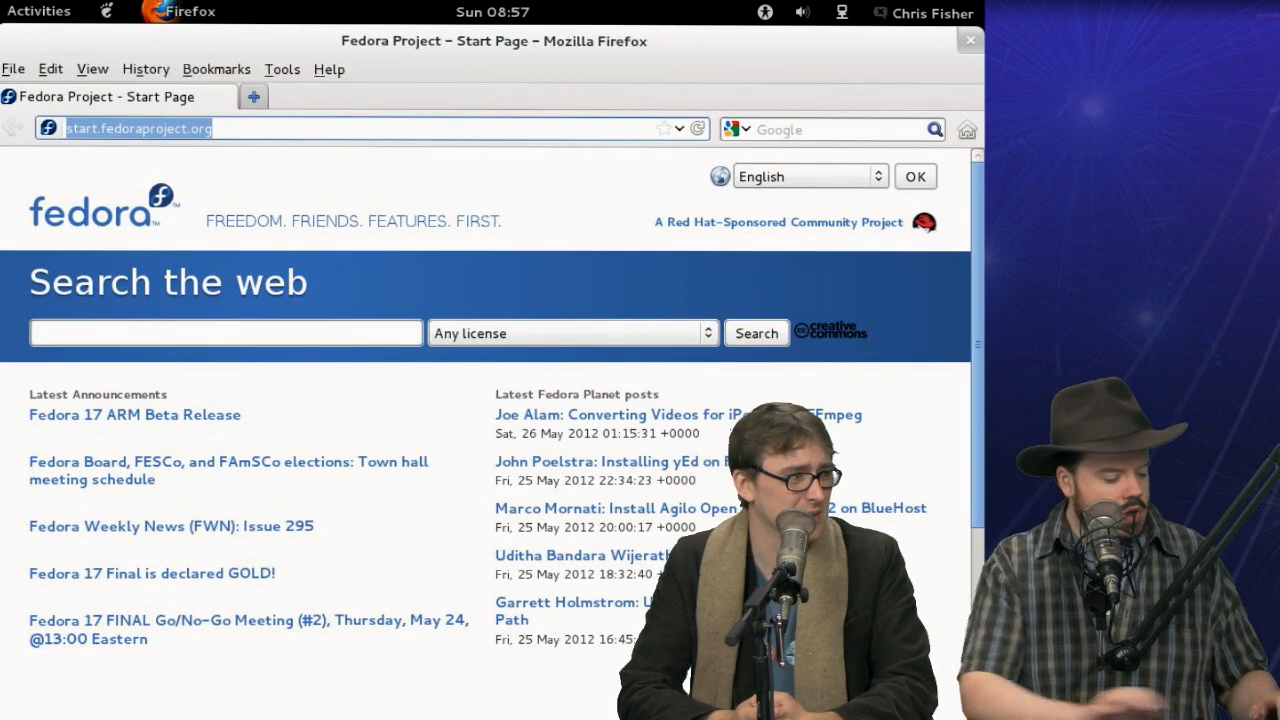 Activities
Firefox
Sun 08:57
Chris Fisher
Fedora Project - Start Page - Mozilla Firefox
File Edit View History Bookmarks Tools Help
Fedora Project - Start Page
start.fedoraproject.org
Google
English
OK
fedora
FREEDOM. FRIENDS. FEATURES. FIRST.
A Red Hat-Sponsored Community Project
Search the web
Any license
Search
cc creative
commons
Latest Announcements
Fedora 17 ARM Beta Release
Fedora Board, FESCo, and FAmSCo elections: Town hall
meeting schedule
Fedora Weekly News (FWN): Issue 295
Fedora 17 Final is declared GOLD!
Fedora 17 FINAL Go/No-Go Meeting (#2), Thursday, May 24,
@13:00 Eastern
Latest Fedora Planet posts
Joe Alam: Converting Videos for FFmpeg
Sat, 26 May 2012 01:15:31 +0000
John Poelstra: Installing yEd on
Fri, 25 May 2012 22:34:23 +0000
Marco Mornati: Install Agilo Open 2 on BlueHost
Fri, 25 May 2012 20:00:17 +0000
Uditha Bandara Wijerat
Fri, 25 May 2012 18:32:40
Garrett Holmstrom:
Path
Fri, 25 May 2012 16:45: